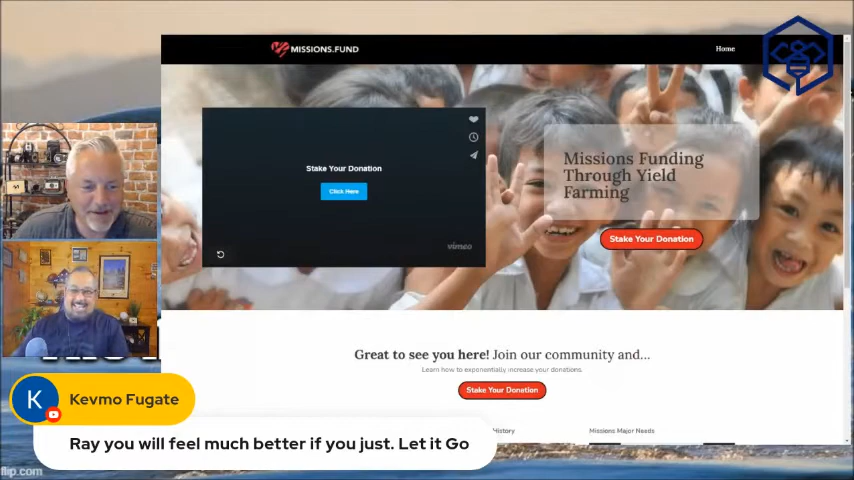 MISSIONS.FUND
Home
Stake Your Donation
Click Here
vimeo
Missions Funding
Through Yield
Farming
Stake Your Donation
Great to see you here! Join our community and...
Learn how to exponentially increase your donations.
Stake Your Donation
History
Missions Major Needs
K
Kevmo Fugate
Ray you will feel much better if you just. Let it Go
flip.com